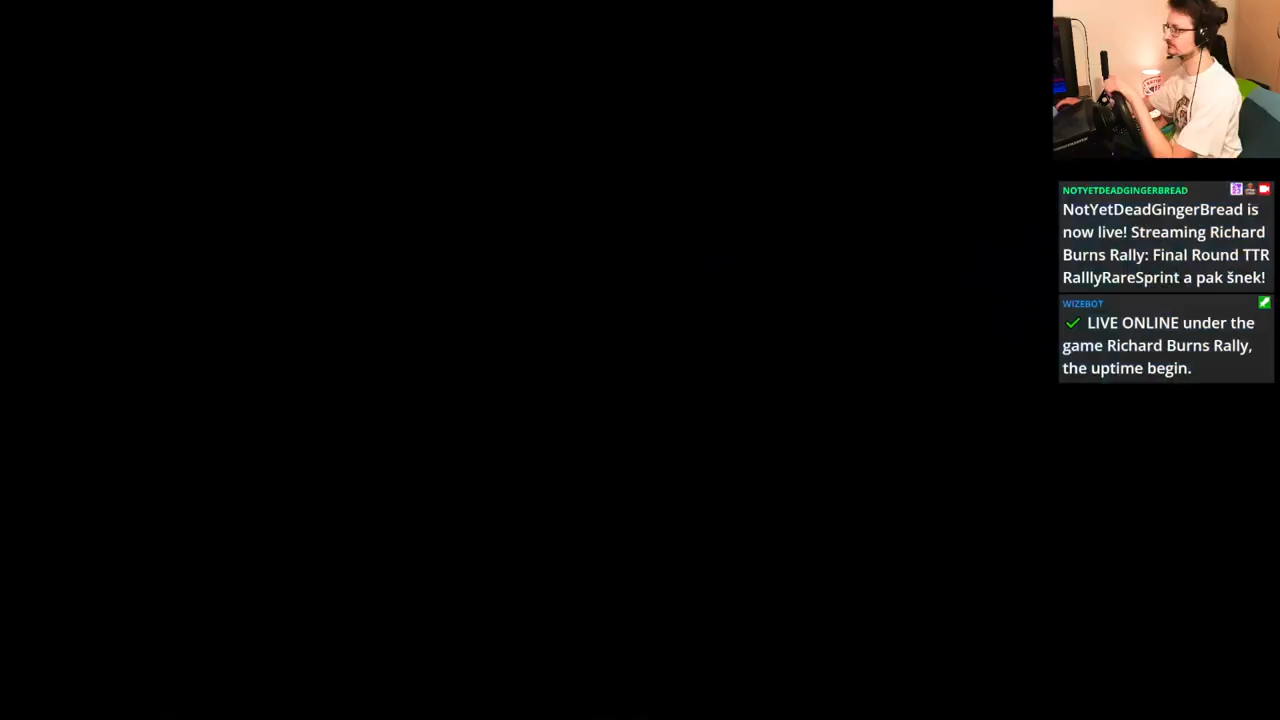 NOTYETDEADGINGERBREAD
NotYetDeadGingerBread is
now live! Streaming Richard
Burns Rally: Final Round TTR
RalllyRareSprint a pak šnek!
WIZEBOT
LIVE ONLINE under the
game Richard Burns Rally,
the uptime begin.